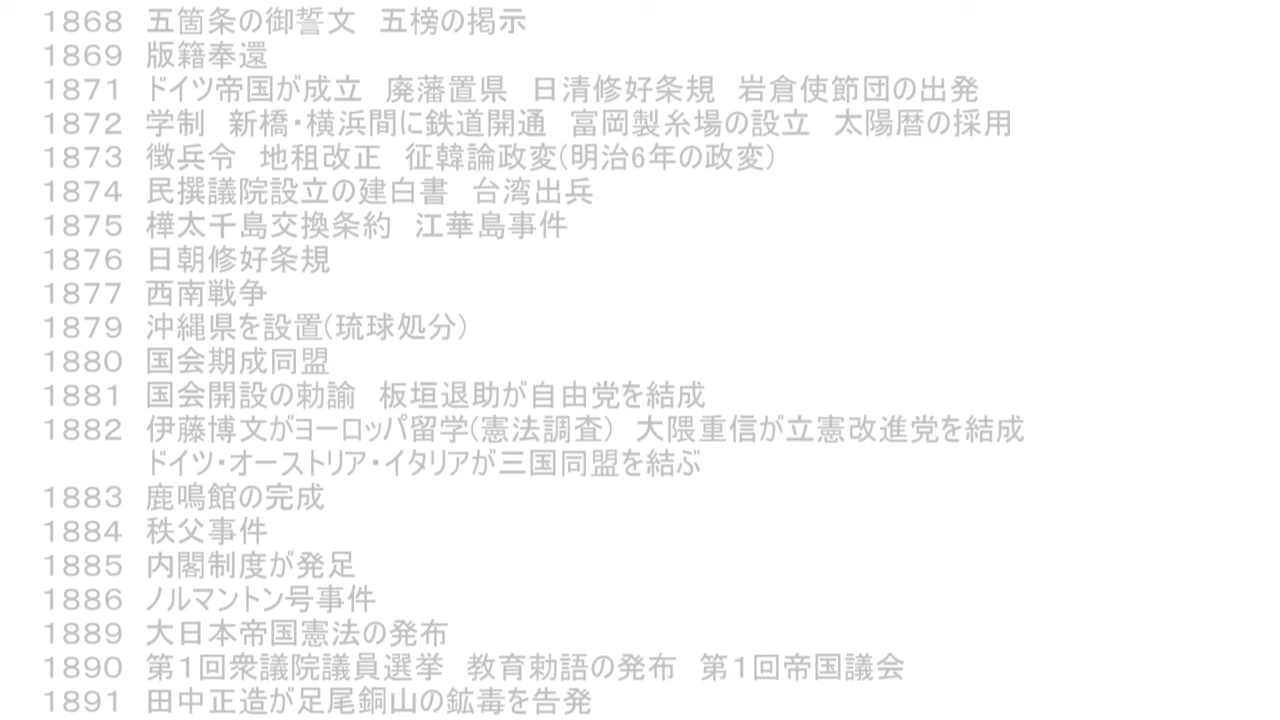 1868 五箇条の御誓文 五榜の掲示
1869 版籍奉還
1871 ドイツ帝国が成立 廃藩置県 日清修好条規 岩倉使節団の出発
1872 学制 新橋・横浜間に鉄道開通 富岡製糸場の設立 太陽暦の採用
1873 徴兵令 地租改正 征韓論政変(明治6年の政変)
1874 民撰議院設立の建白書 台湾出兵
1875 樺太千島交換条約 江華島事件
1876 日朝修好条規
1877 西南戦争
1879 沖縄県を設置(琉球処分)
1880 国会期成同盟
1881 国会開設の勅諭 板垣退助が自由党を結成
1882 伊藤博文がヨーロッパ留学(憲法調査) 大隈重信が立憲改進党を結成
ドイツ・オーストリア・イタリアが三国同盟を結ぶ
1883 鹿鳴館の完成
1884 秩父事件
1885 内閣制度が発足
1886 ノルマントン号事件
1889 大日本帝国憲法の発布
1890 第1回衆議院議員選挙 教育勅語の発布 第1回帝国議会
1891 田中正造が足尾銅山の鉱毒を告発